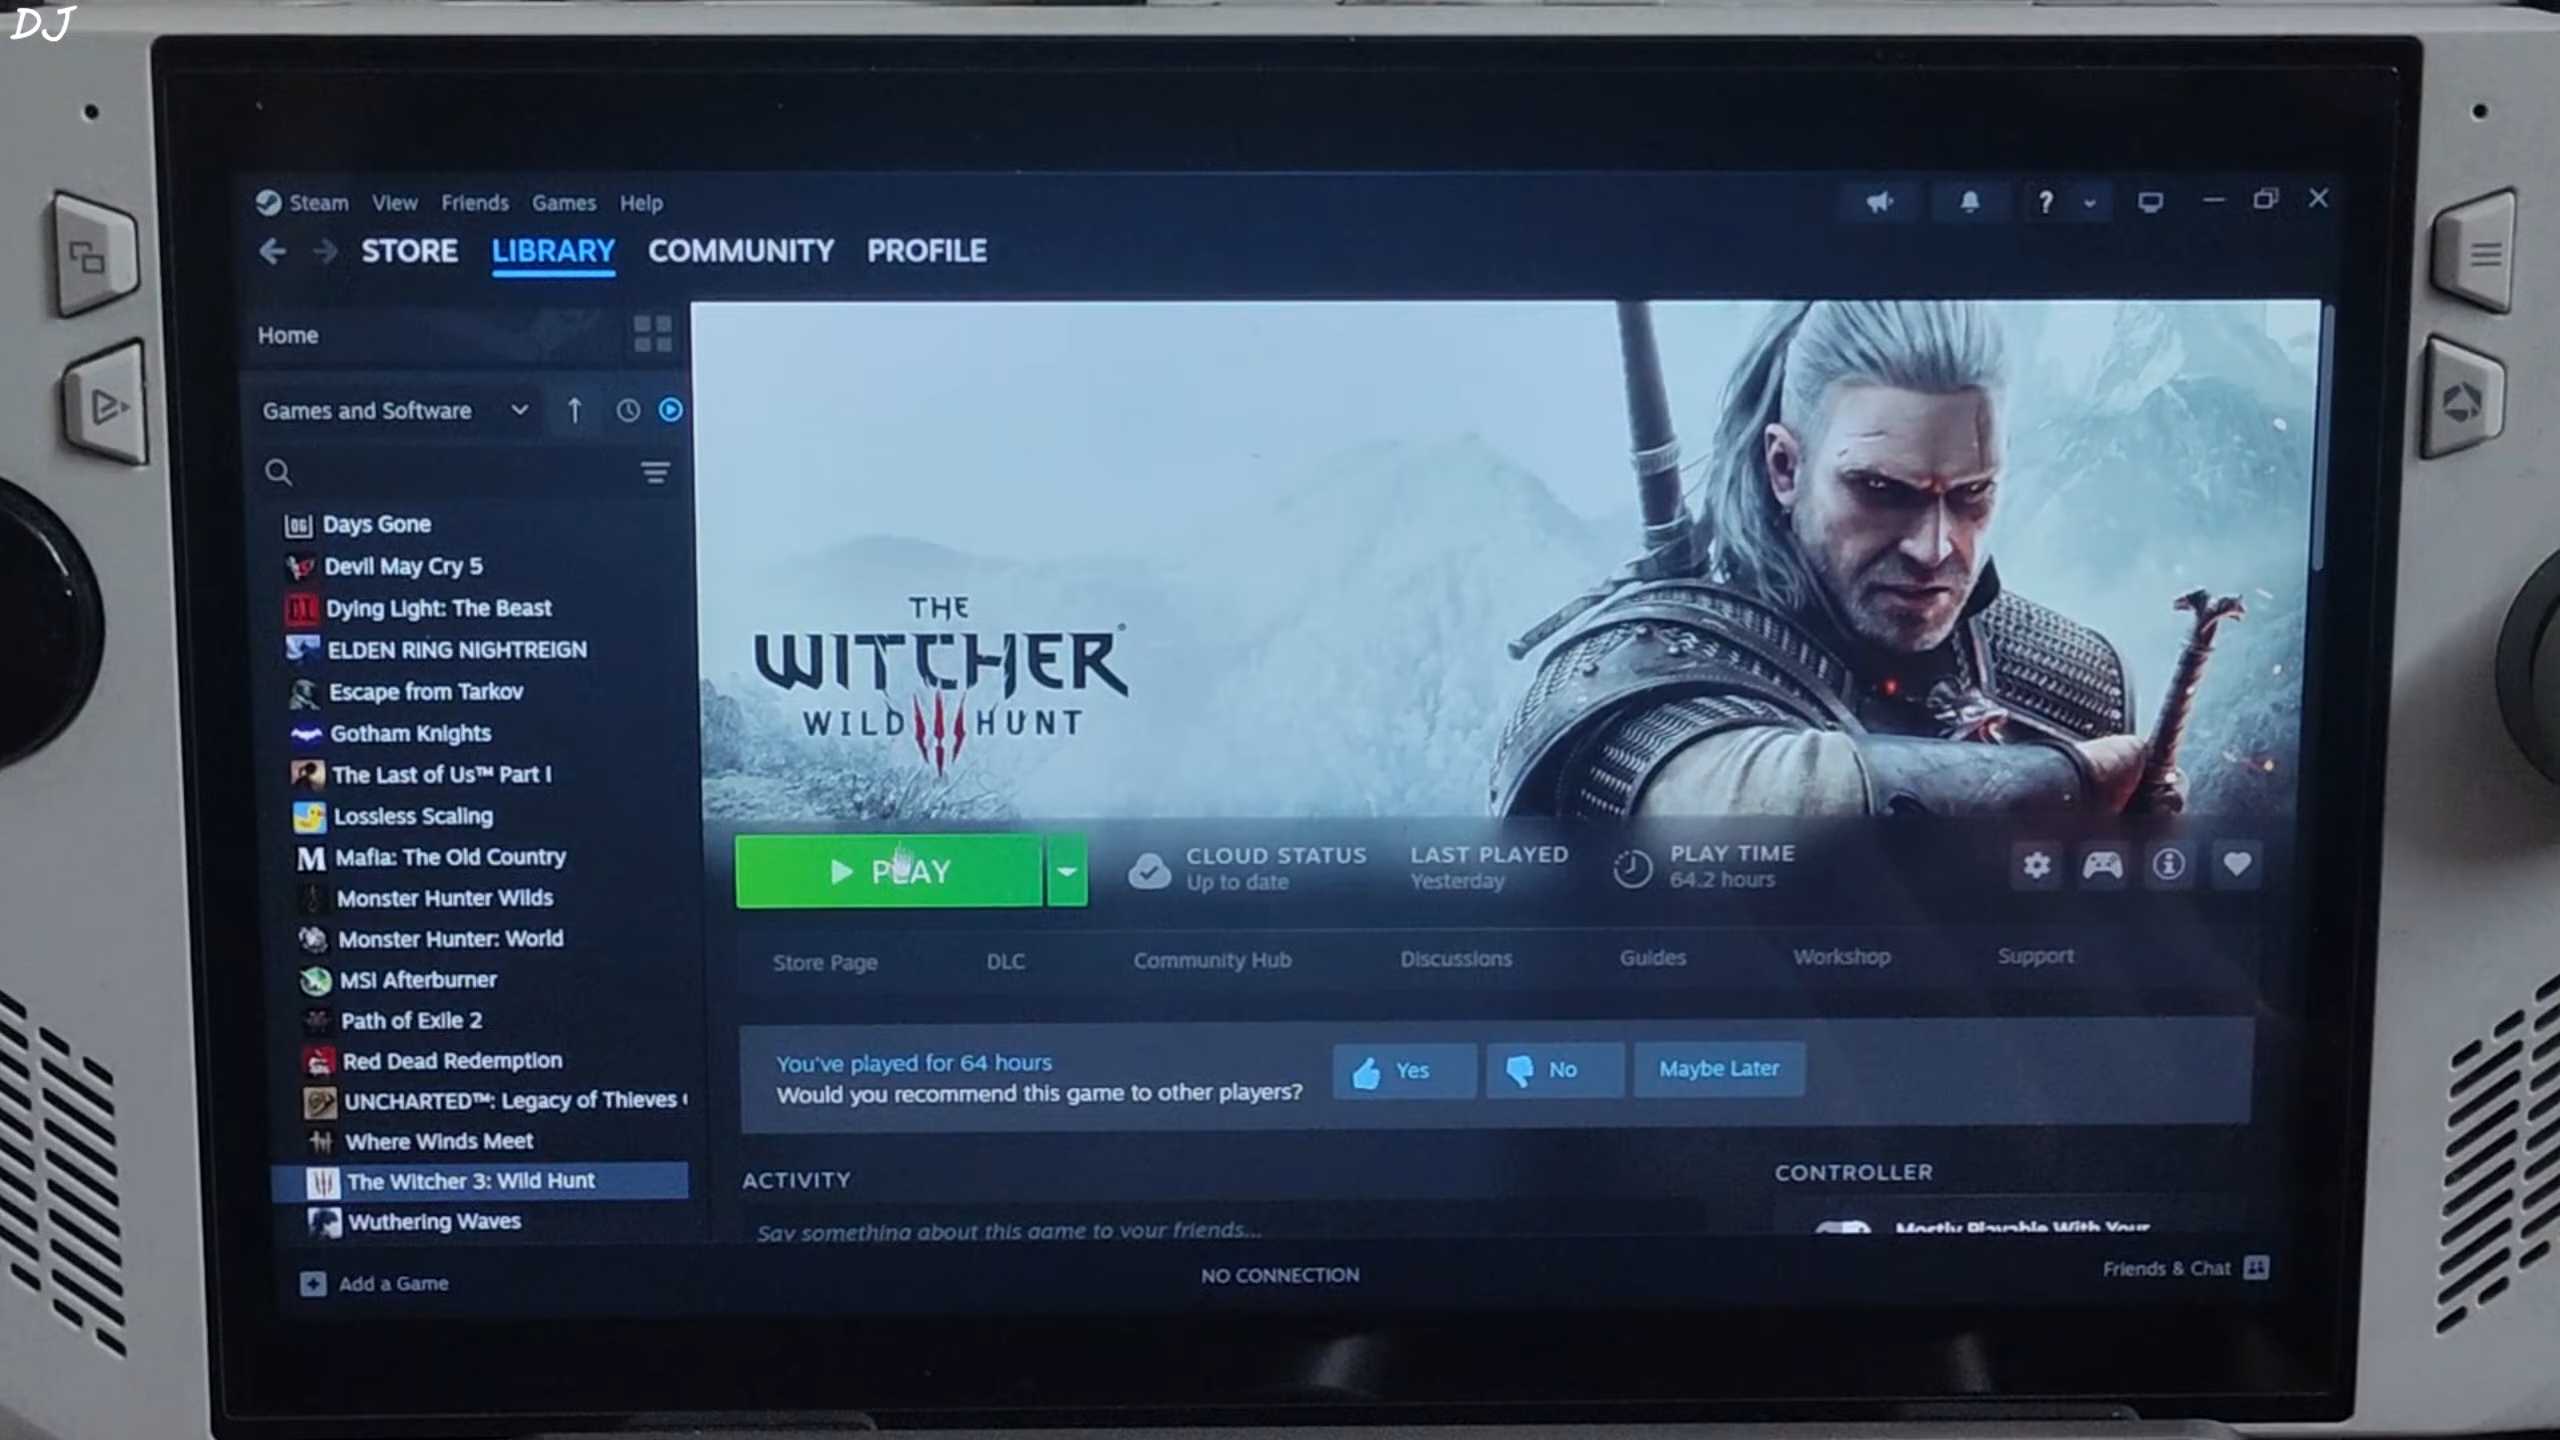 DJ
Steam View Friends Games Help
?
STORE LIBRARY COMMUNITY PROFILE
Home
Games and Software
Days Gone
Devil May Cry 5
Dying Light: The Beast
ELDEN RING NIGHTREIGN
Escape from Tarkov
Gotham Knights
The Last of Us™ Part I
Lossless Scaling
Mafia: The Old Country
Monster Hunter Wilds
Monster Hunter: World
MSI Afterburner
Path of Exile 2
Red Dead Redemption
UNCHARTED™: Legacy of Thieves
Where Winds Meet
The Witcher 3: Wild Hunt
Wuthering Waves
Add a Game
THE
WITCHER
WILD HUNT
PLAY
CLOUD STATUS
Up to date
LAST PLAYED
Yesterday
PLAY TIME
64.2 hours
Store Page DLC Community Hub Discussions Guides Workshop Support
You've played for 64 hours
Would you recommend this game to other players?
Yes No Maybe Later
ACTIVITY
Say something about this game to your friends...
CONTROLLER
Mostly Playable With Your
NO CONNECTION
Friends & Chat